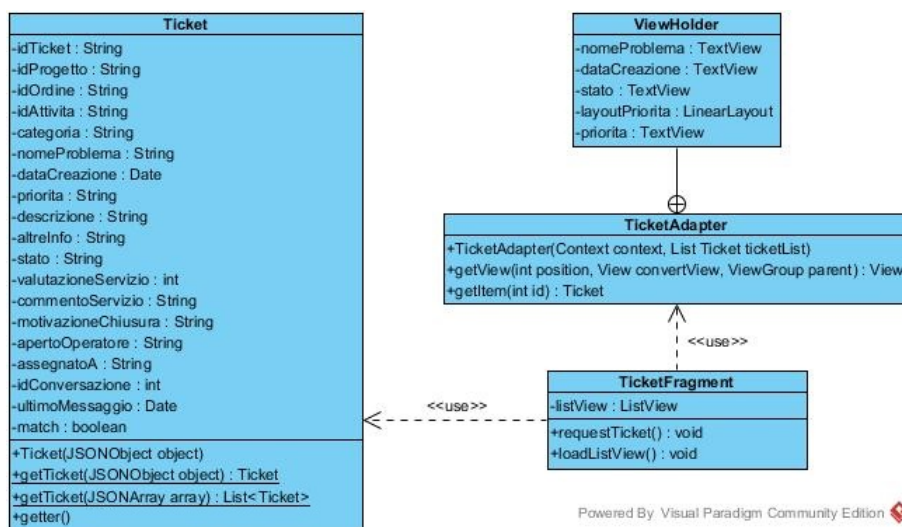 Ticket
-idTicket : String
-idProgetto : String
-idOrdine : String
-idAttivita : String
-categoria : String
-nomeProblema : String
-dataCreazione : Date
-priorita : String
-descrizione : String
-altreInfo : String
-stato : String
-valutazioneServizio : int
-commentoServizio : String
-motivazioneChiusura : String
-apertoOperatore : String
-assegnatoA : String
-idConversazione : int
-ultimoMessaggio : Date
-match : boolean
+Ticket(JSONObject object)
+getTicket(JSONObject object) : Ticket
+getTicket(JSONArray array) : List<Ticket>
+getter()
ViewHolder
-nomeProblema : TextView
-dataCreazione : TextView
-stato : TextView
-layoutPriorita : LinearLayout
-priorita : TextView
TicketAdapter
+TicketAdapter(Context context, List Ticket ticketList)
+getView(int position, View convertView, ViewGroup parent) : View
+getItem(int id) : Ticket
<<use>>
TicketFragment
-listView : ListView
+requestTicket() : void
+loadListView() : void
<<use>>
Powered By Visual Paradigm Community Edition